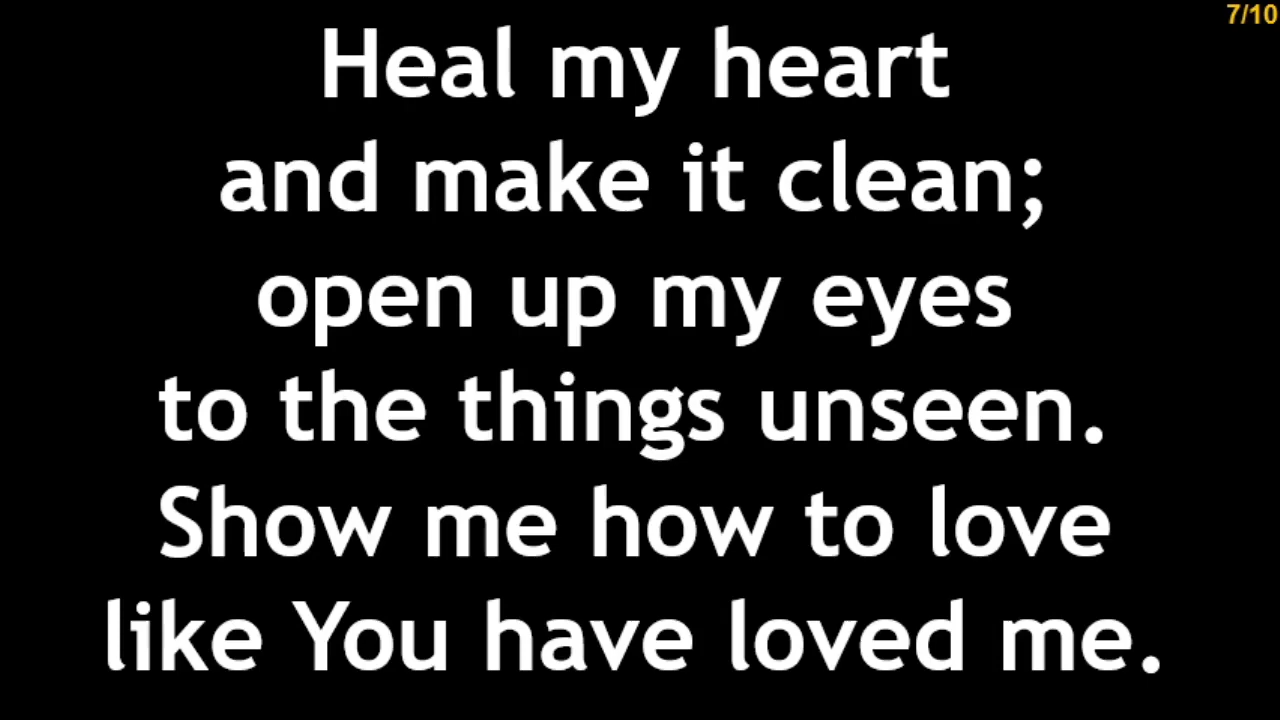 7/10
Heal my heart
and make it clean;
open up my eyes
to the things unseen.
Show me how to love
like You have loved me.